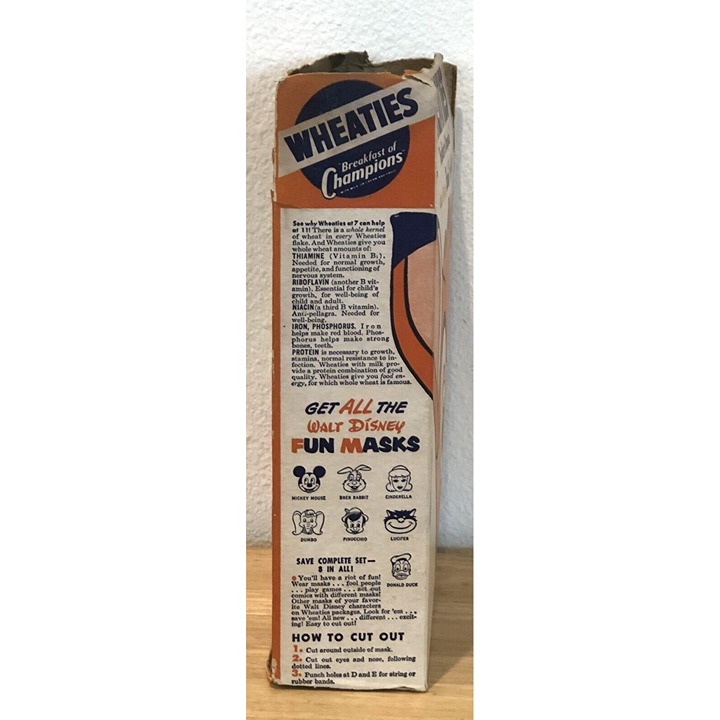 WHEATIES
"Breakfast of
Champions"
See why Wheaties at 7 can help
at 11! There is a whole kernel
of wheat in every Wheaties
flake. And Wheaties give you
whole wheat amounts of:
THIAMINE (Vitamin B₁).
Needed for normal growth,
appetite, and functioning of
nervous system.
RIBOFLAVIN (another B vit-
amin). Essential for child's
growth, for well-being of
child and adult.
NIACIN (a third B vitamin).
Anti-pellagra. Needed for
well-being.
IRON, PHOSPHORUS. Iron
helps make red blood. Phos-
phorus helps make strong
bones, teeth.
PROTEIN is necessary to growth,
stamina, normal resistance to in-
fection. Wheaties with milk pro-
vide a protein combination of good
quality. Wheaties give you food en-
ergy, for which whole wheat is famous.
GET ALL THE
WALT DISNEY
FUN MASKS
MICKEY MOUSE BRER RABBIT CINDERELLA
DUMBO PINOCCHIO LUCIFER
DONALD DUCK
SAVE COMPLETE SET—
8 IN ALL!
• You'll have a riot of fun!
Wear masks . . . fool people
. . . play games . . . act out
comics with different masks!
Other masks of your favor-
ite Walt Disney characters
on Wheaties packages. Look for 'em . . .
save 'em! All new . . . different . . . excit-
ing! Easy to cut out!
HOW TO CUT OUT
1. Cut around outside of mask.
2. Cut out eyes and nose, following
dotted lines.
3. Punch holes at D and E for string or
rubber bands.